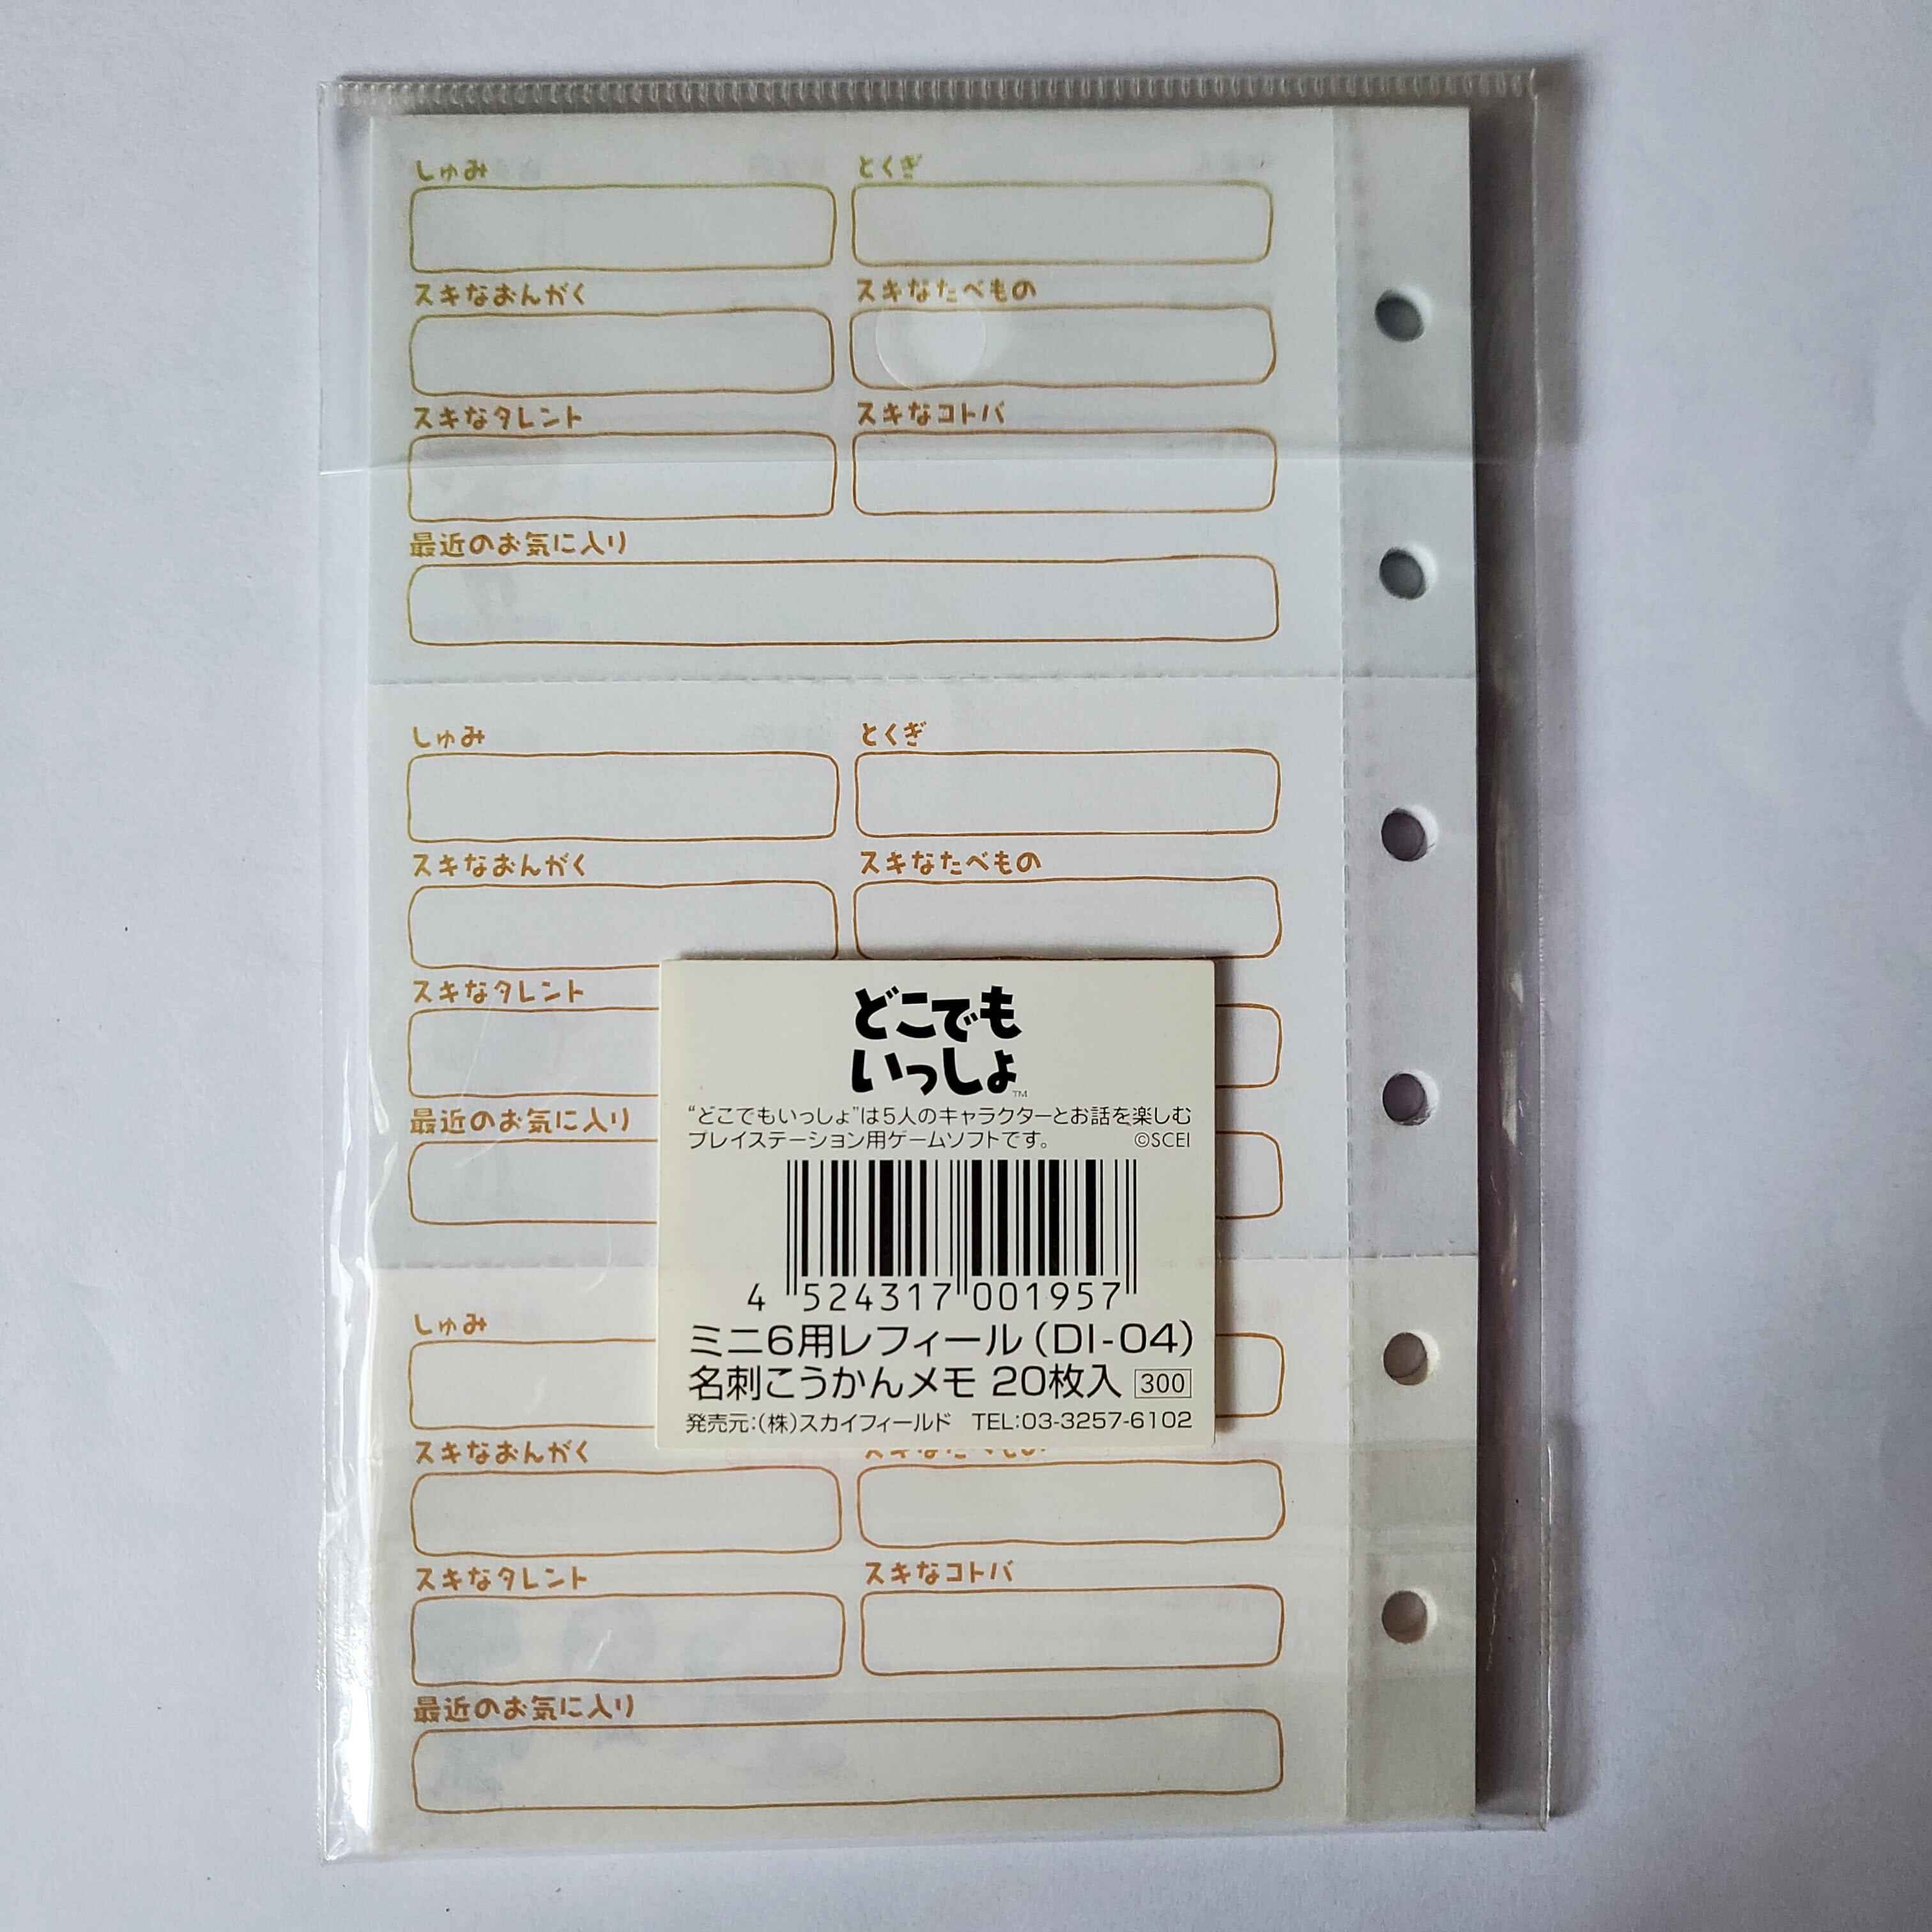 しゅみ とくぎ
スキなおんがく スキなたべもの
スキなタレント スキなコトバ
最近のお気に入り
しゅみ とくぎ
スキなおんがく スキなたべもの
スキなタレント
最近のお気に入り
どこでも
いっしょ™
“どこでもいっしょ”は5人のキャラクターとお話を楽しむ
プレイステーション用ゲームソフトです。 ©SCEI
4 524317 001957
ミニ6用レフィール(DI-04)
名刺こうかんメモ 20枚入 300
発売元:(株)スカイフィールド TEL:03-3257-6102
しゅみ
スキなおんがく スキなたべもの
スキなタレント スキなコトバ
最近のお気に入り